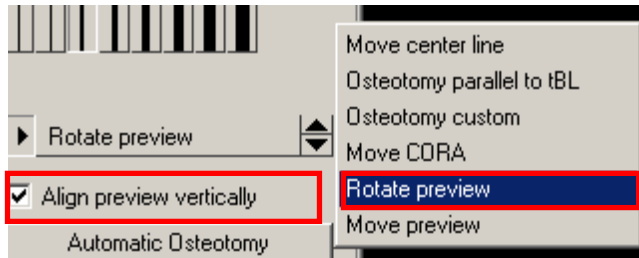 Rotate preview
Align preview vertically
Automatic Osteotomy
Move center line
Osteotomy parallel to tBL
Osteotomy custom
Move CORA
Rotate preview
Move preview